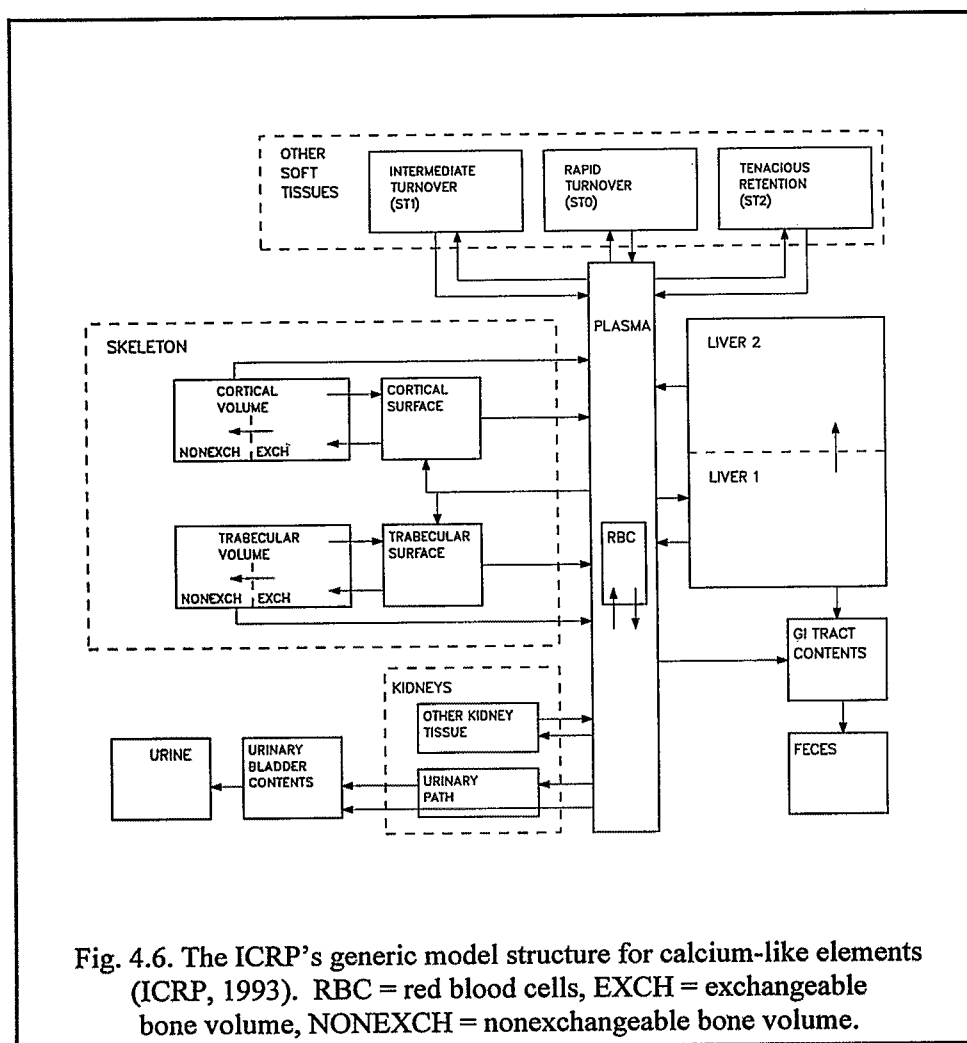 OTHER
SOFT
TISSUES
INTERMEDIATE
TURNOVER
(ST1)
RAPID
TURNOVER
(ST0)
TENACIOUS
RETENTION
(ST2)
PLASMA
SKELETON
CORTICAL
VOLUME
NONEXCH EXCH
CORTICAL
SURFACE
TRABECULAR
VOLUME
NONEXCH EXCH
TRABECULAR
SURFACE
RBC
LIVER 2
LIVER 1
GI TRACT
CONTENTS
FECES
KIDNEYS
OTHER KIDNEY
TISSUE
URINARY
PATH
URINARY
BLADDER
CONTENTS
URINE
Fig. 4.6. The ICRP's generic model structure for calcium-like elements
(ICRP, 1993). RBC = red blood cells, EXCH = exchangeable
bone volume, NONEXCH = nonexchangeable bone volume.